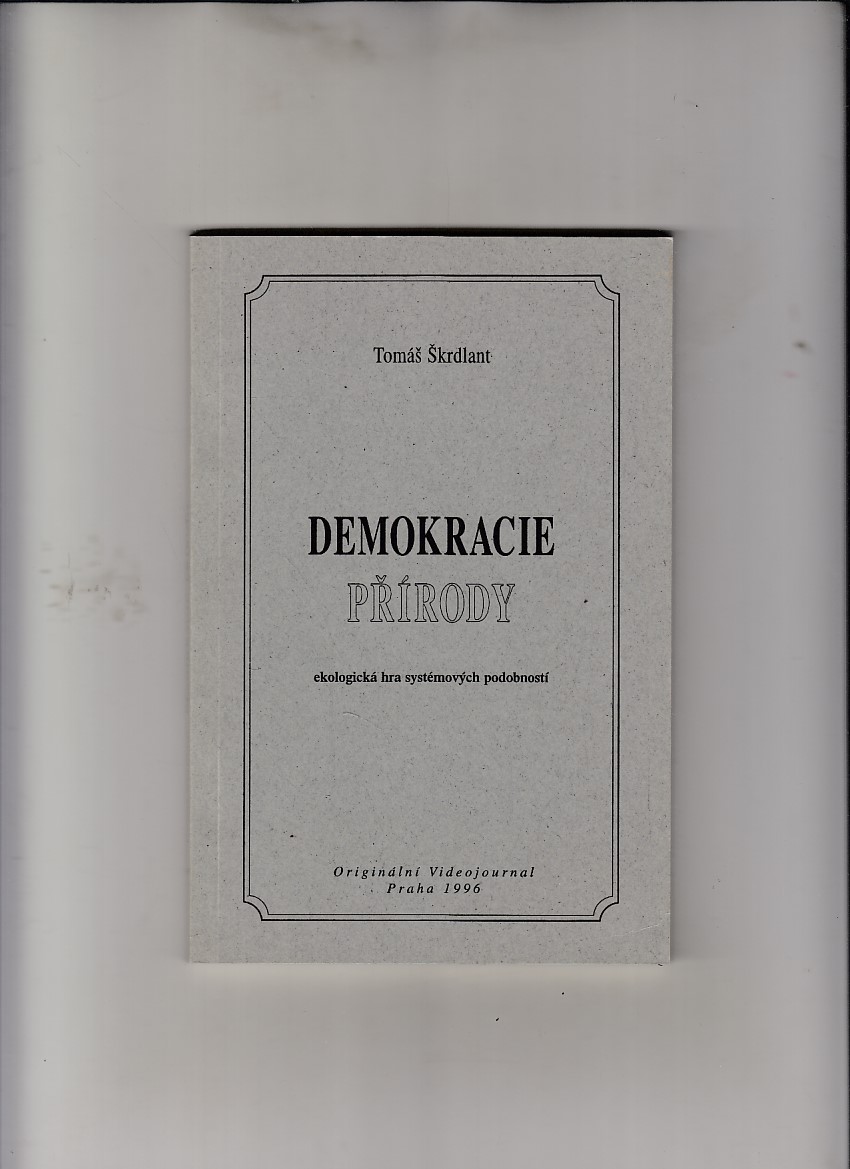 Tomáš Škrdlant
DEMOKRACIE
PŘÍRODY
ekologická hra systémových podobností
Originální Videojournal
Praha 1996